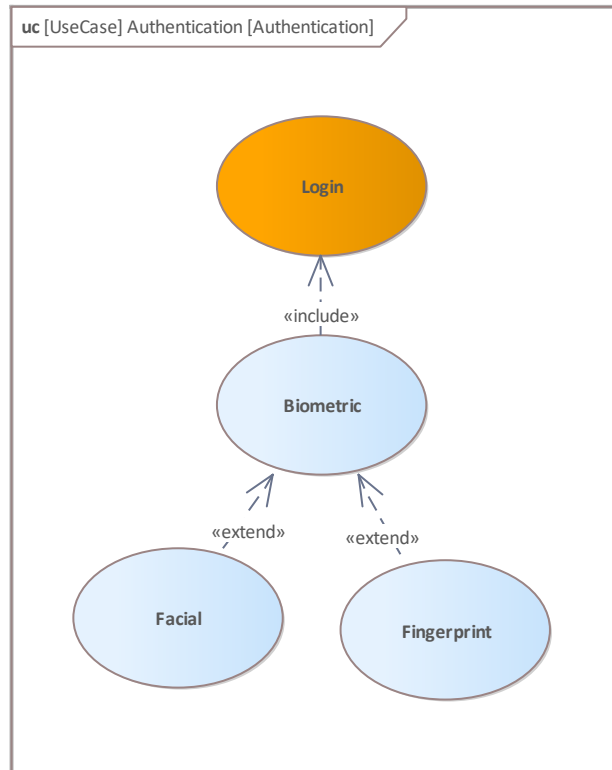 uc [UseCase] Authentication [Authentication]
Login
«include»
Biometric
«extend»
«extend»
Facial
Fingerprint